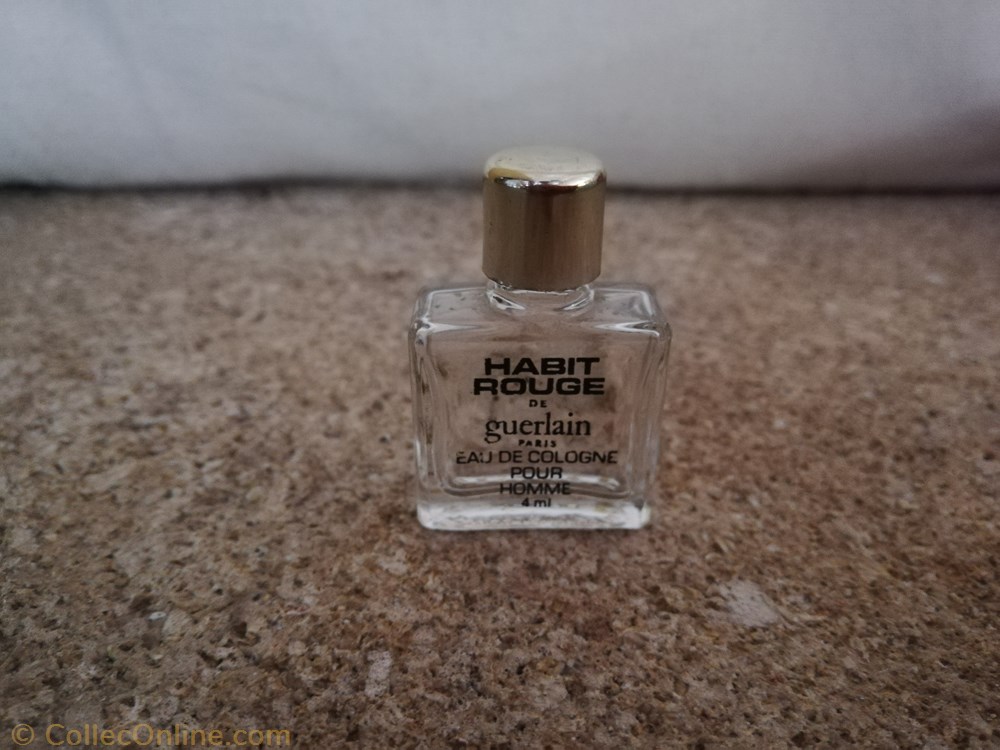 HABIT
ROUGE
DE
guerlain
PARIS
EAU DE COLOGNE
POUR
HOMME
4 ml
© CollecOnline.com